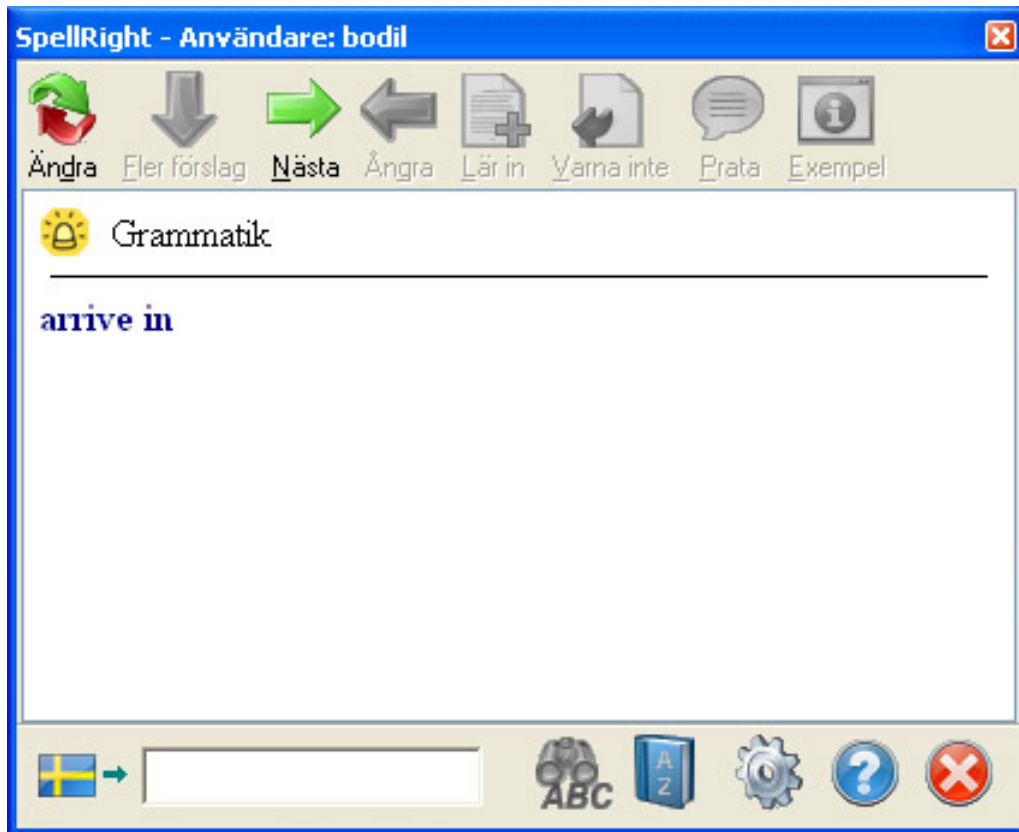 SpellRight - Användare: bodil
Ändra Fler förslag Nästa Ångra Lär in Varna inte Prata Exempel
Grammatik
arrive in
ABC
A
Z
?